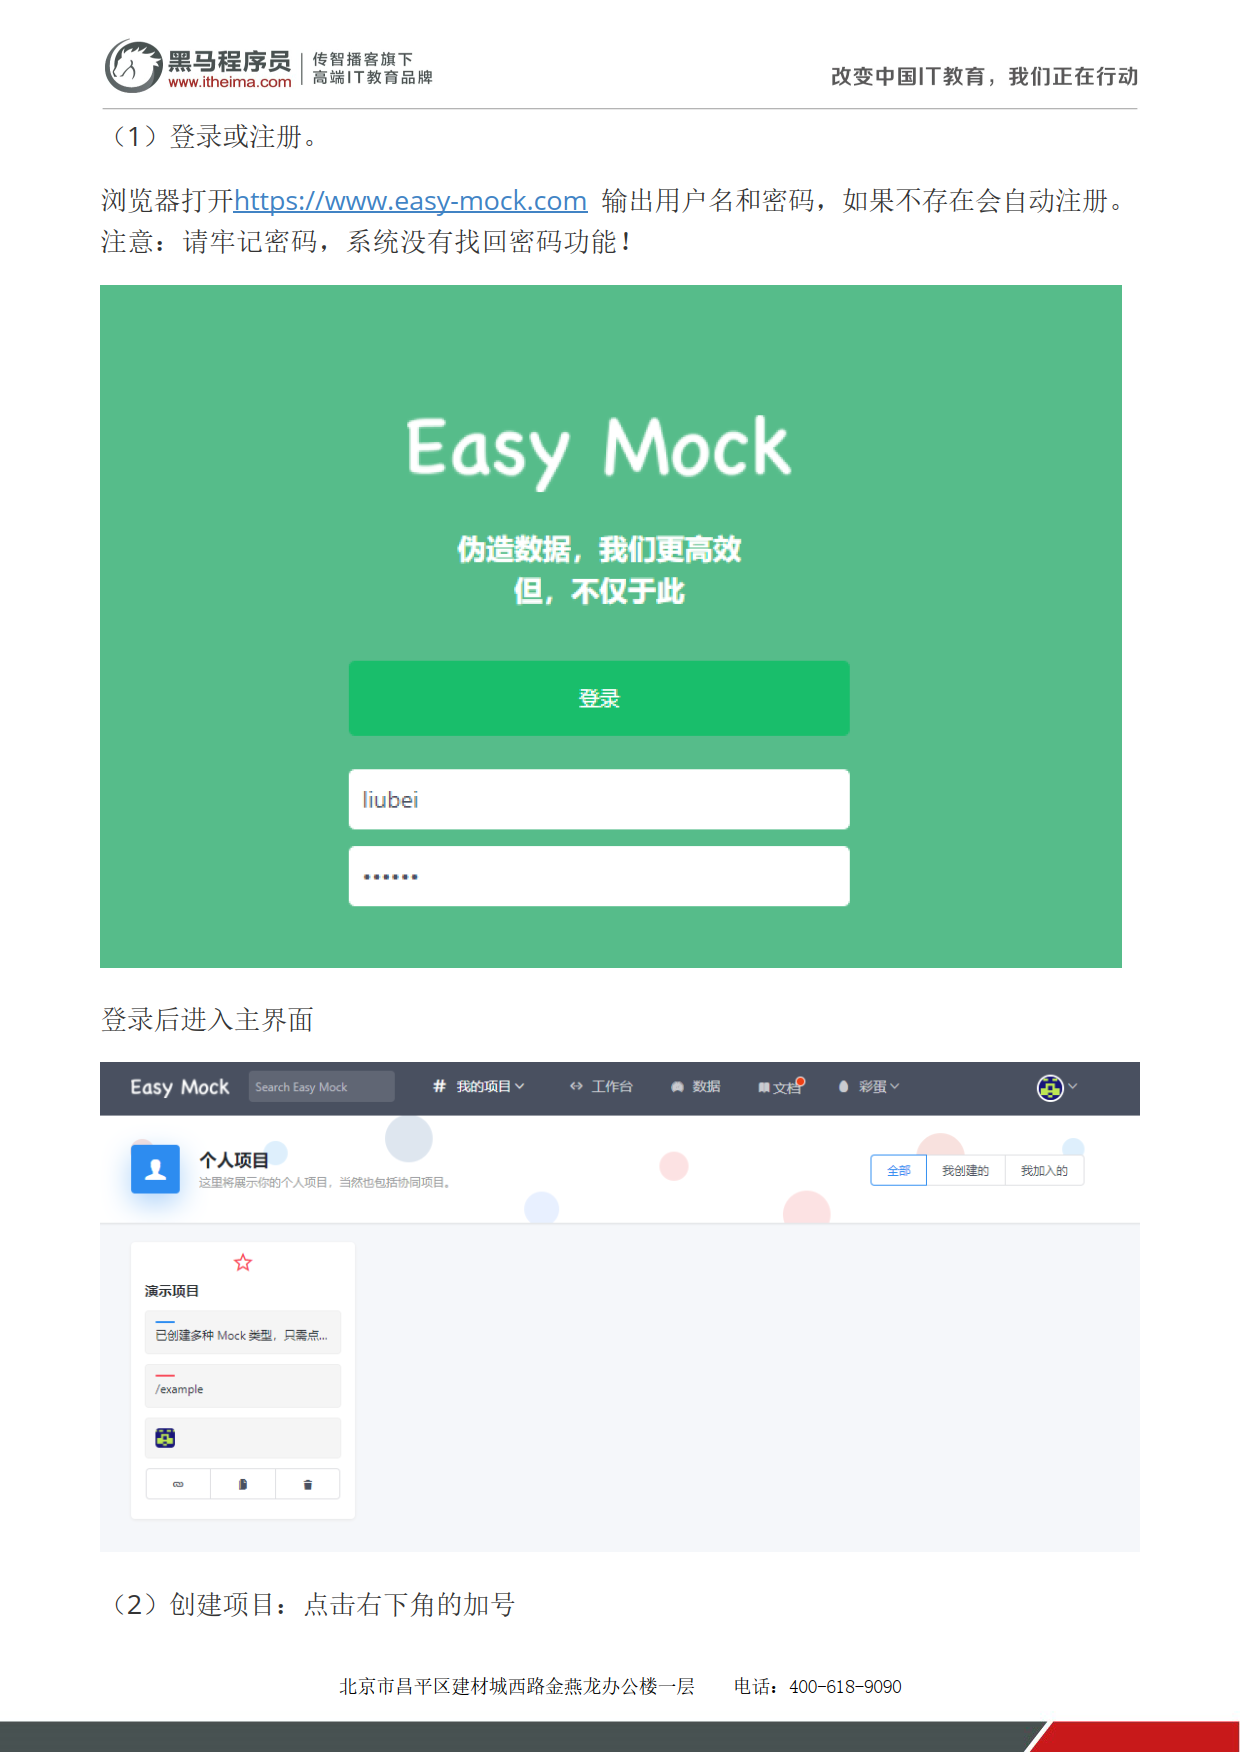 黑马程序员
www.itheima.com
传智播客旗下
高端IT教育品牌
改变中国IT教育，我们正在行动
（1）登录或注册。
浏览器打开https://www.easy-mock.com 输出用户名和密码，如果不存在会自动注册。
注意：请牢记密码，系统没有找回密码功能！
Easy Mock
伪造数据，我们更高效
但，不仅于此
登录
liubei
••••••
登录后进入主界面
Easy Mock Search Easy Mock # 我的项目 工作台 数据 文档 彩蛋
个人项目
这里将展示你的个人项目，当然也包括协同项目。
全部 我创建的 我加入的
演示项目
已创建多种 Mock 类型，只需点...
/example
（2）创建项目：点击右下角的加号
北京市昌平区建材城西路金燕龙办公楼一层 电话：400-618-9090